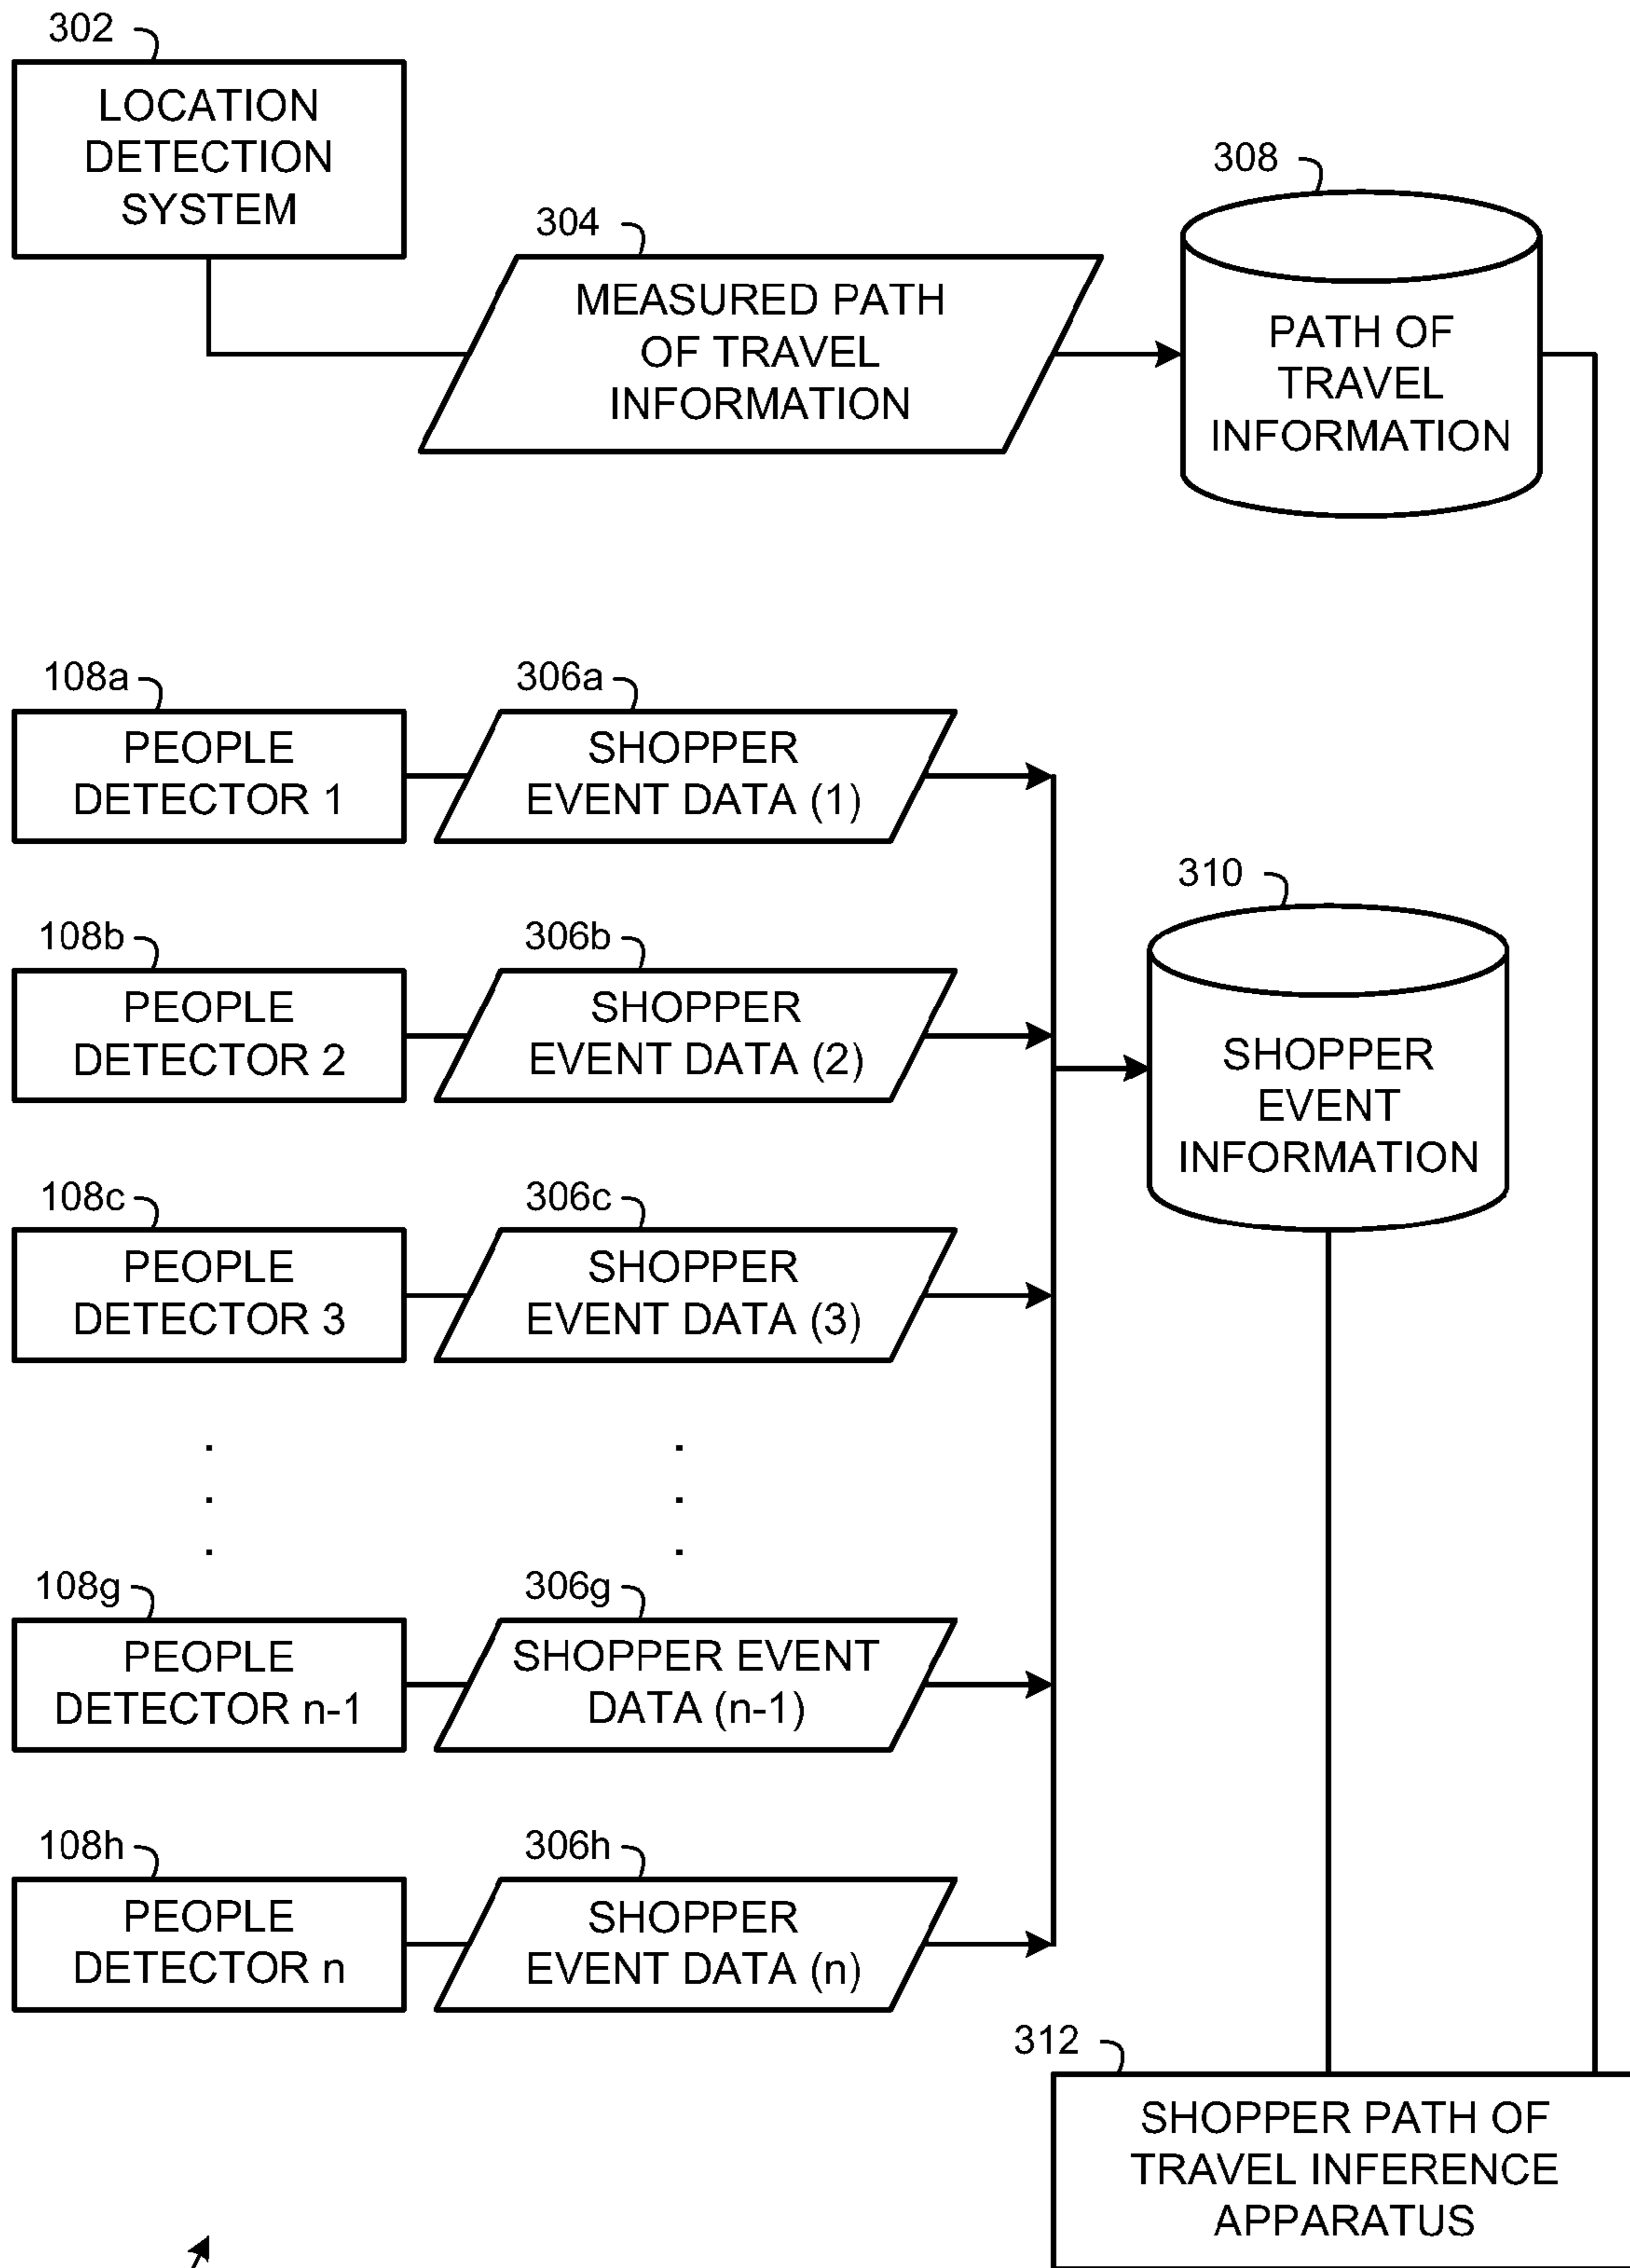 302
LOCATION
DETECTION
SYSTEM
304
MEASURED PATH
OF TRAVEL
INFORMATION
308
PATH OF
TRAVEL
INFORMATION
108a
PEOPLE
DETECTOR 1
306a
SHOPPER
EVENT DATA (1)
108b
PEOPLE
DETECTOR 2
306b
SHOPPER
EVENT DATA (2)
310
SHOPPER
EVENT
INFORMATION
108c
PEOPLE
DETECTOR 3
306c
SHOPPER
EVENT DATA (3)
108g
PEOPLE
DETECTOR n-1
306g
SHOPPER EVENT
DATA (n-1)
108h
PEOPLE
DETECTOR n
306h
SHOPPER
EVENT DATA (n)
312
SHOPPER PATH OF
TRAVEL INFERENCE
APPARATUS